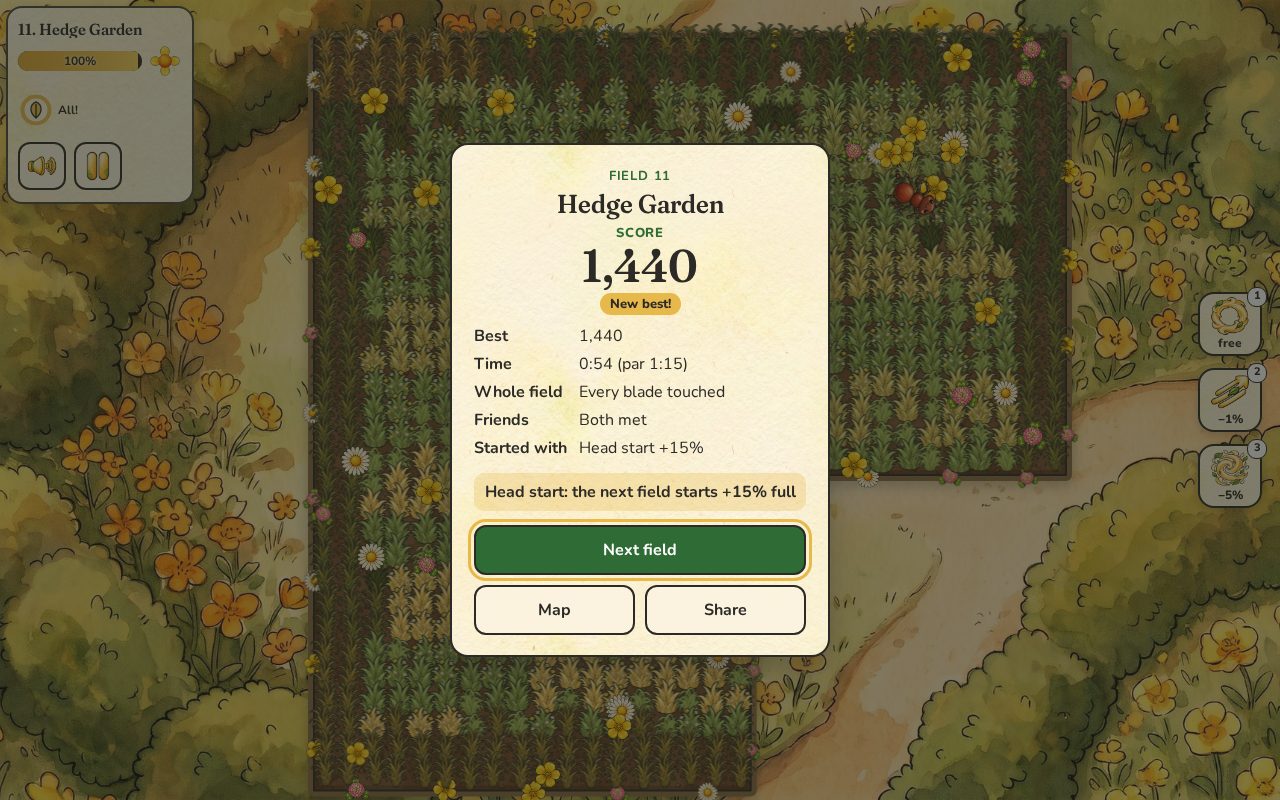 11. Hedge Garden
100%
All!
FIELD 11
Hedge Garden
SCORE
1,440
New best!
Best 1,440
Time 0:54 (par 1:15)
Whole field Every blade touched
Friends Both met
Started with Head start +15%
Head start: the next field starts +15% full
Next field
Map Share
1
free
2
−1%
3
−5%